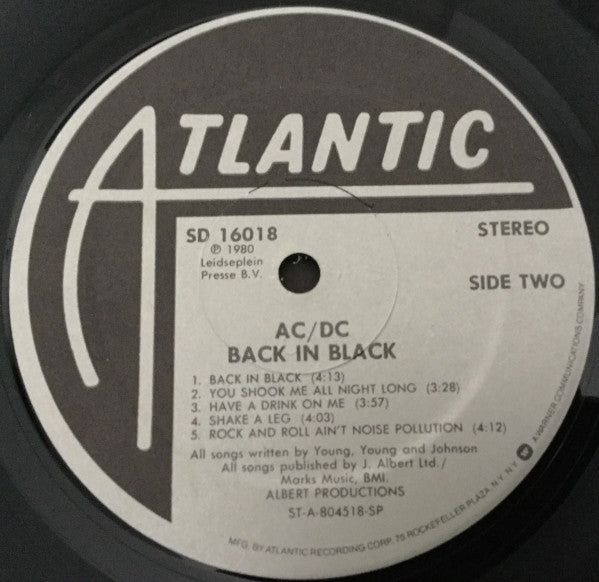 ATLANTIC
SD 16018
℗ 1980
Leidseplein
Presse B.V.
STEREO
SIDE TWO
AC/DC
BACK IN BLACK
1. BACK IN BLACK (4:13)
2. YOU SHOOK ME ALL NIGHT LONG (3:28)
3. HAVE A DRINK ON ME (3:57)
4. SHAKE A LEG (4:03)
5. ROCK AND ROLL AIN'T NOISE POLLUTION (4:12)
All songs written by Young, Young and Johnson
All songs published by J. Albert Ltd./
Marks Music, BMI.
ALBERT PRODUCTIONS
ST-A-804518-SP
MFG. BY ATLANTIC RECORDING CORP. 75 ROCKEFELLER PLAZA, N.Y. N.Y. W A WARNER COMMUNICATIONS COMPANY